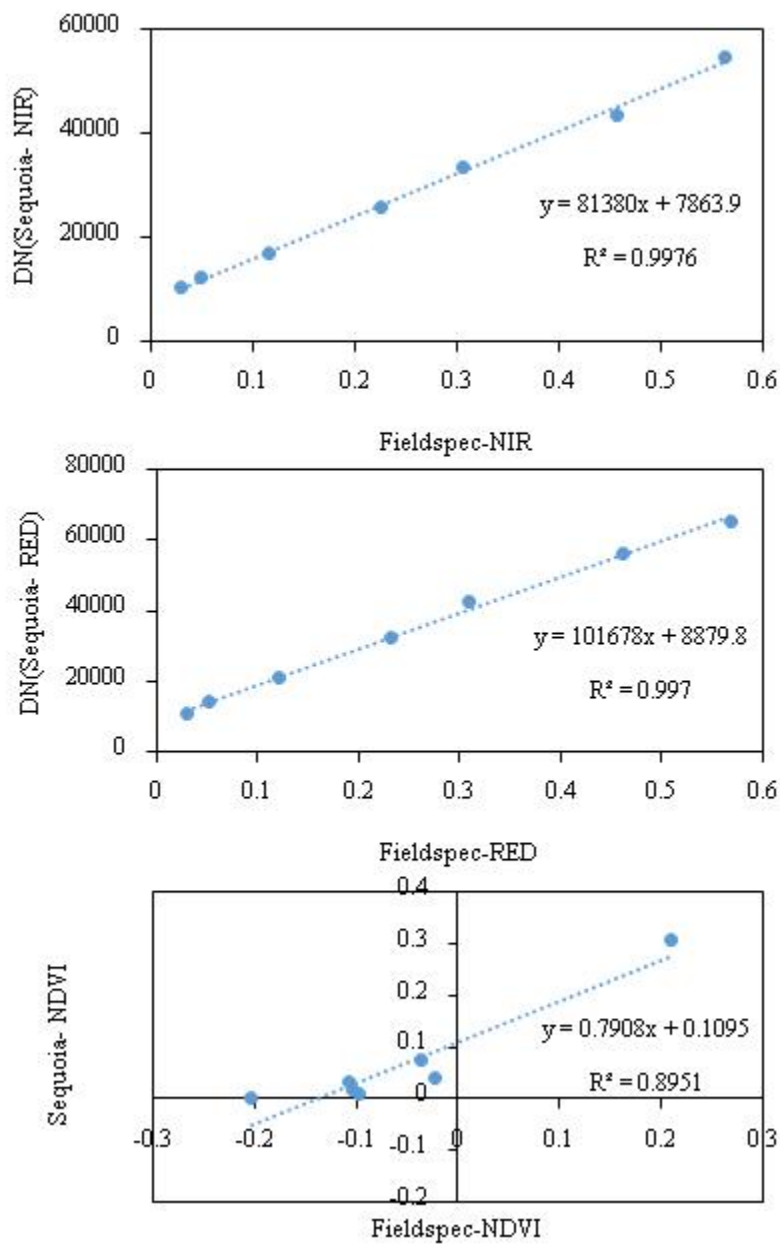 60000
40000
20000
0
DN(Sequoia- NIR)
y = 81380x + 7863.9
R² = 0.9976
0 0.1 0.2 0.3 0.4 0.5 0.6
Fieldspec-NIR
80000
60000
40000
20000
0
DN(Sequoia- RED)
y = 101678x + 8879.8
R² = 0.997
0 0.1 0.2 0.3 0.4 0.5 0.6
Fieldspec-RED
0.4
0.3
0.2
0.1
0
-0.1
-0.2
Sequoia- NDVI
y = 0.7908x + 0.1095
R² = 0.8951
-0.3 -0.2 -0.1 0 0.1 0.2 0.3
Fieldspec-NDVI